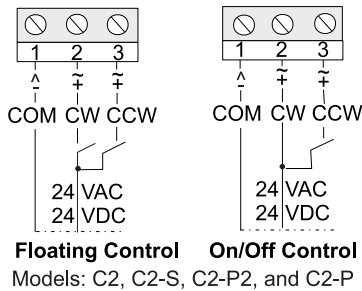 1 2 3
1 2 3
COM CW CCW
COM CW CCW
24 VAC
24 VDC
24 VAC
24 VDC
Floating Control
On/Off Control
Models: C2, C2-S, C2-P2, and C2-P